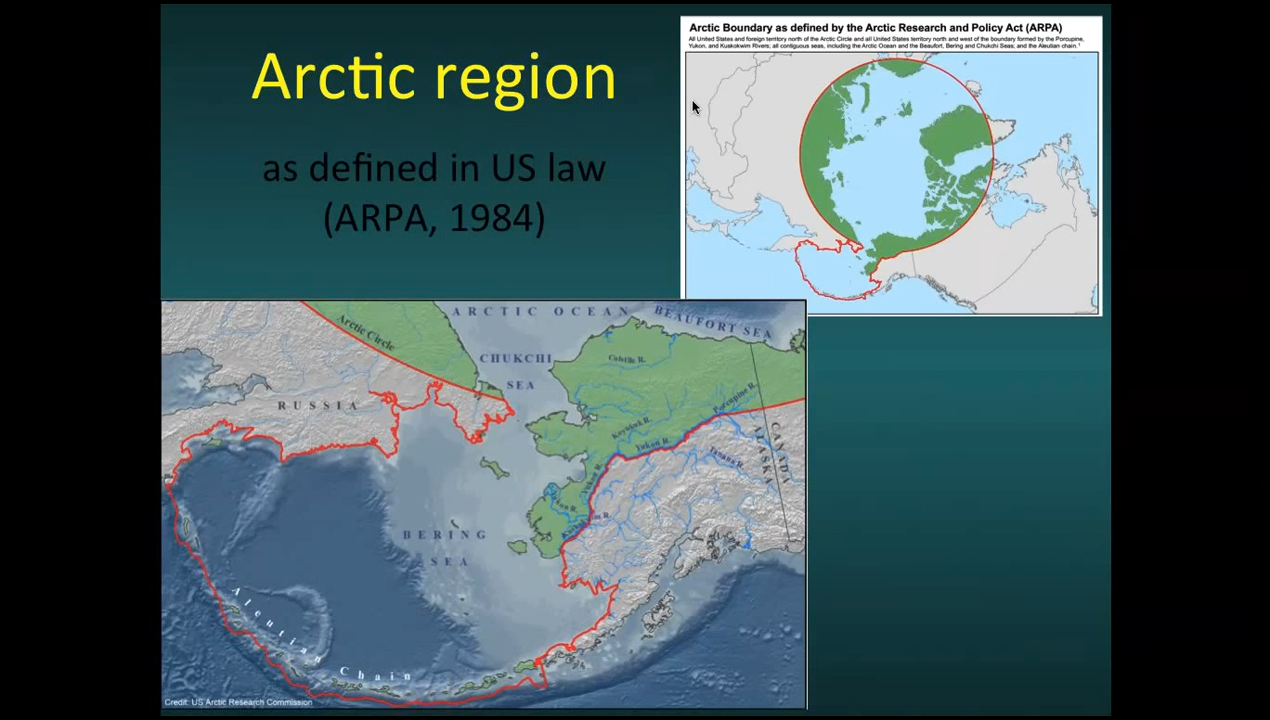 Arctic region
as defined in US law
(ARPA, 1984)
Arctic Boundary as defined by the Arctic Research and Policy Act (ARPA)
All United States and foreign territory north of the Arctic Circle and all United States territory north and west of the boundary formed by the Porcupine,
Yukon, and Kuskokwim Rivers; all contiguous seas, including the Arctic Ocean and the Beaufort, Bering and Chukchi Seas, and the Aleutian chain.¹
ARCTIC OCEAN
BEAUFORT SEA
Arctic Circle
CHUKCHI
SEA
Colville R.
RUSSIA
Porcupine R.
Koyukuk R.
Yukon R.
Tanana R.
ALASKA
CANADA
Yukon R.
Kuskokwim R.
BERING
SEA
Aleutian Chain
Credit: US Arctic Research Commission